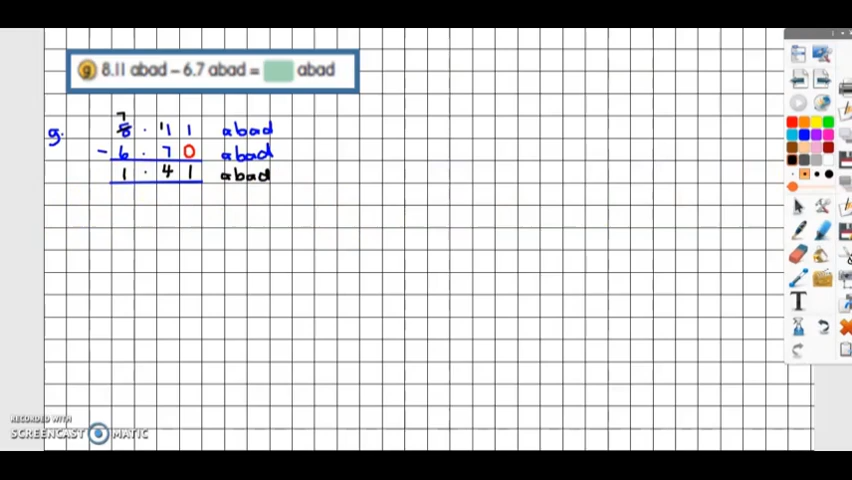 g 8.11 abad – 6.7 abad = abad
7
g. 8 . 11 1 abad
– 6 . 7 0 abad
1 . 4 1 abad
T
RECORDED WITH
SCREENCAST MATIC